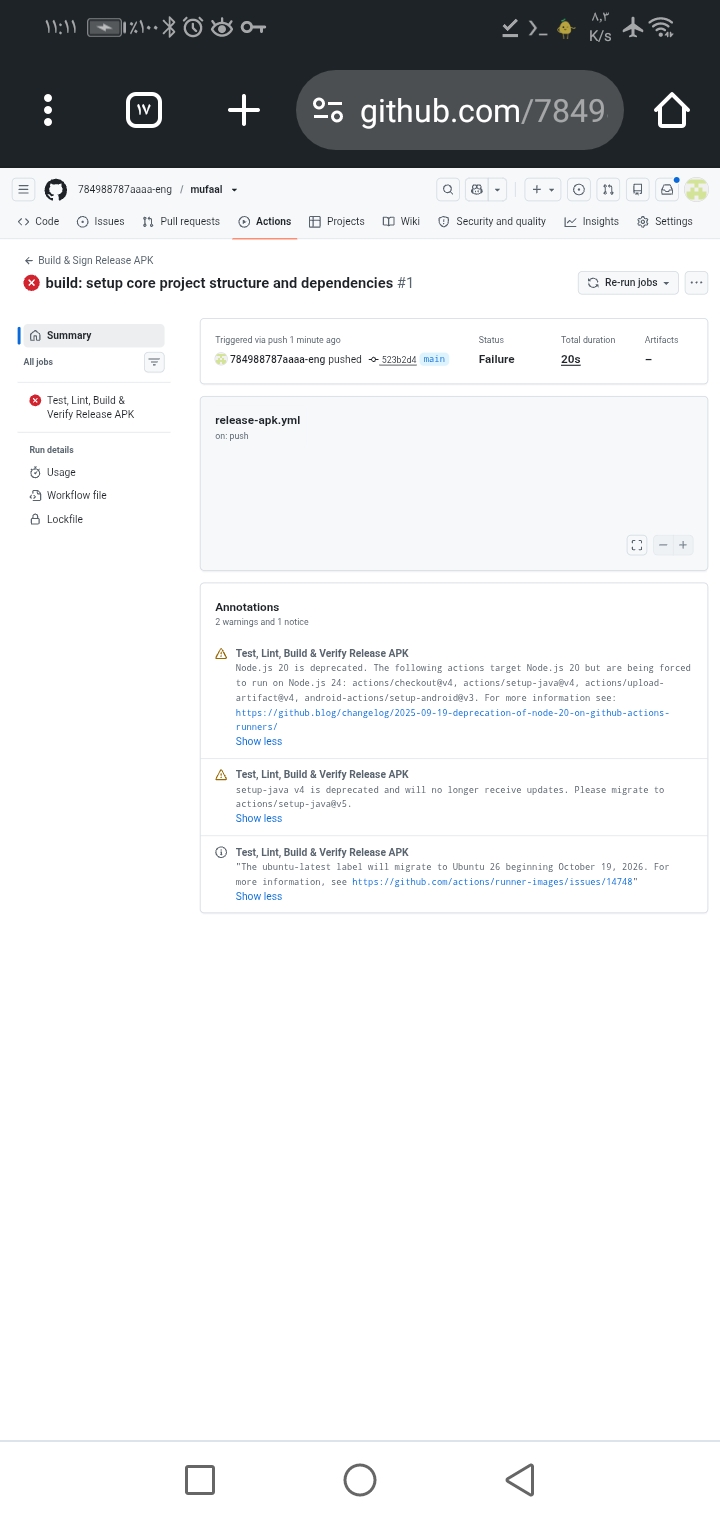 ١١:١١
٪١٠٠
٨,٣
K/s
١٧
github.com/7849
784988787aaaa-eng / mufaal
Code
Issues
Pull requests
Actions
Projects
Wiki
Security and quality
Insights
Settings
Build & Sign Release APK
build: setup core project structure and dependencies #1
Re-run jobs
Summary
All jobs
Test, Lint, Build &
Verify Release APK
Run details
Usage
Workflow file
Lockfile
Triggered via push 1 minute ago
784988787aaaa-eng pushed 523b2d4 main
Status
Failure
Total duration
20s
Artifacts
–
release-apk.yml
on: push
Annotations
2 warnings and 1 notice
Test, Lint, Build & Verify Release APK
Node.js 20 is deprecated. The following actions target Node.js 20 but are being forced
to run on Node.js 24: actions/checkout@v4, actions/setup-java@v4, actions/upload-
artifact@v4, android-actions/setup-android@v3. For more information see:
https://github.blog/changelog/2025-09-19-deprecation-of-node-20-on-github-actions-
runners/
Show less
Test, Lint, Build & Verify Release APK
setup-java v4 is deprecated and will no longer receive updates. Please migrate to
actions/setup-java@v5.
Show less
Test, Lint, Build & Verify Release APK
"The ubuntu-latest label will migrate to Ubuntu 26 beginning October 19, 2026. For
more information, see https://github.com/actions/runner-images/issues/14748"
Show less